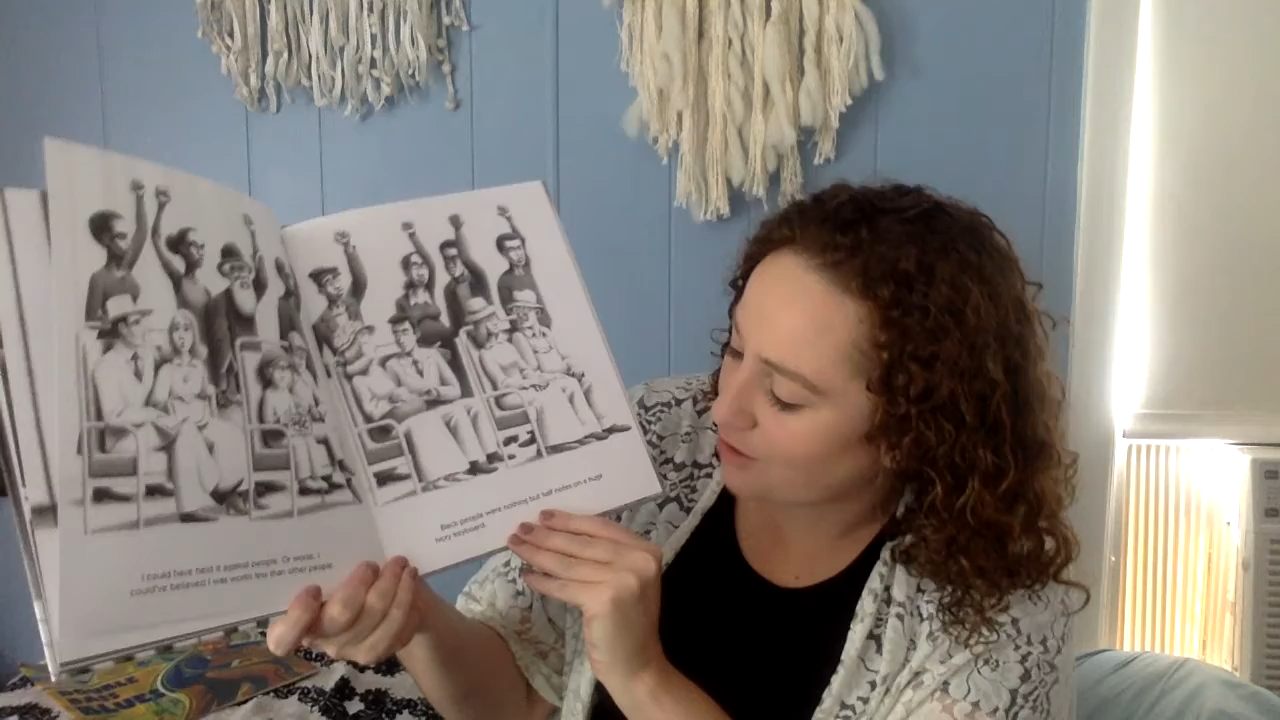 I could have held it against people. Or worse, I
could've believed I was worth less than other people.
Black people were nothing but half notes on a huge
ivory keyboard.
BLUE